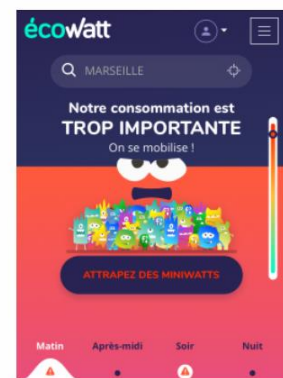 écowatt
MARSEILLE
Notre consommation est
TROP IMPORTANTE
On se mobilise !
ATTRAPEZ DES MINIWATTS
Matin Après-midi Soir Nuit